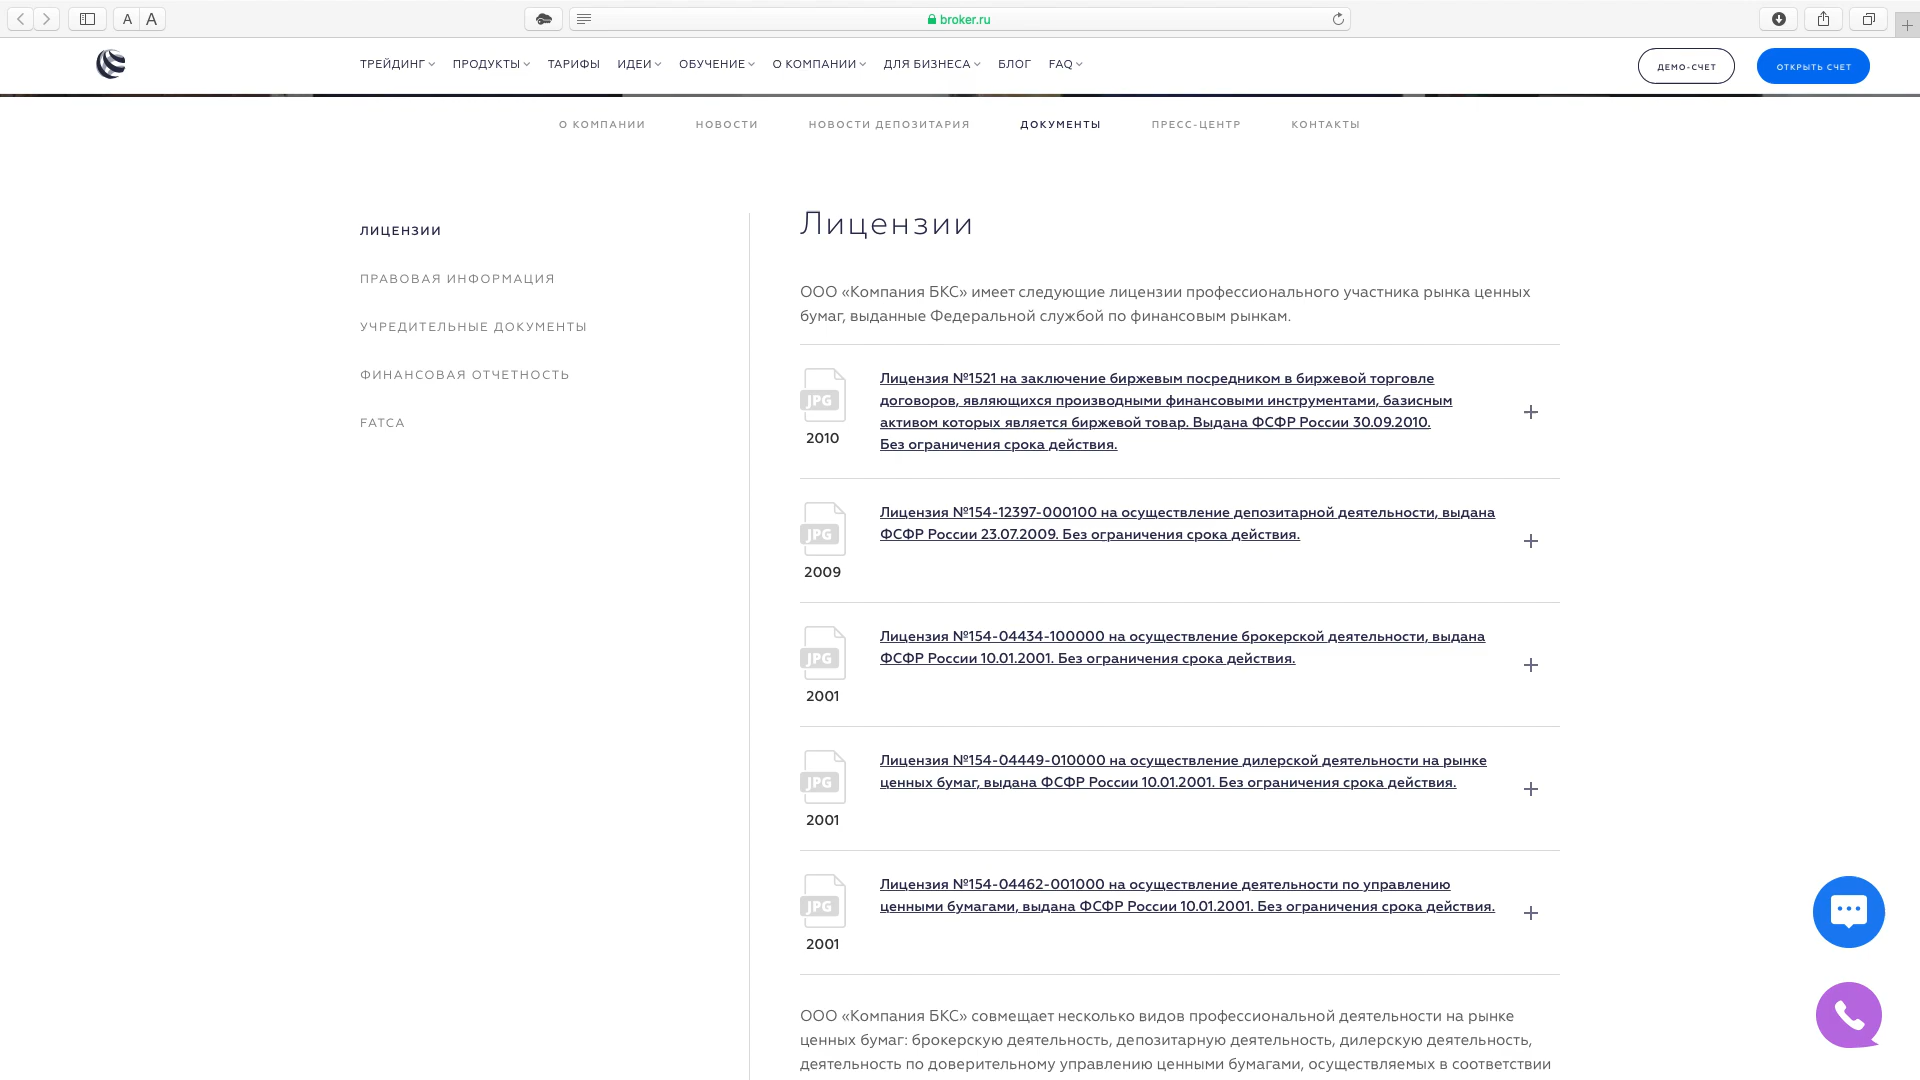 A A
broker.ru
ТРЕЙДИНГ ПРОДУКТЫ ТАРИФЫ ИДЕИ ОБУЧЕНИЕ О КОМПАНИИ ДЛЯ БИЗНЕСА БЛОГ FAQ
ДЕМО-СЧЕТ ОТКРЫТЬ СЧЕТ
О КОМПАНИИ НОВОСТИ НОВОСТИ ДЕПОЗИТАРИЯ ДОКУМЕНТЫ ПРЕСС-ЦЕНТР КОНТАКТЫ
ЛИЦЕНЗИИ
ПРАВОВАЯ ИНФОРМАЦИЯ
УЧРЕДИТЕЛЬНЫЕ ДОКУМЕНТЫ
ФИНАНСОВАЯ ОТЧЕТНОСТЬ
FATCA
Лицензии
ООО «Компания БКС» имеет следующие лицензии профессионального участника рынка ценных
бумаг, выданные Федеральной службой по финансовым рынкам.
JPG
2010
Лицензия №1521 на заключение биржевым посредником в биржевой торговле
договоров, являющихся производными финансовыми инструментами, базисным
активом которых является биржевой товар. Выдана ФСФР России 30.09.2010.
Без ограничения срока действия.
JPG
2009
Лицензия №154-12397-000100 на осуществление депозитарной деятельности, выдана
ФСФР России 23.07.2009. Без ограничения срока действия.
JPG
2001
Лицензия №154-04434-100000 на осуществление брокерской деятельности, выдана
ФСФР России 10.01.2001. Без ограничения срока действия.
JPG
2001
Лицензия №154-04449-010000 на осуществление дилерской деятельности на рынке
ценных бумаг, выдана ФСФР России 10.01.2001. Без ограничения срока действия.
JPG
2001
Лицензия №154-04462-001000 на осуществление деятельности по управлению
ценными бумагами, выдана ФСФР России 10.01.2001. Без ограничения срока действия.
ООО «Компания БКС» совмещает несколько видов профессиональной деятельности на рынке
ценных бумаг: брокерскую деятельность, депозитарную деятельность, дилерскую деятельность,
деятельность по доверительному управлению ценными бумагами, осуществляемых в соответствии